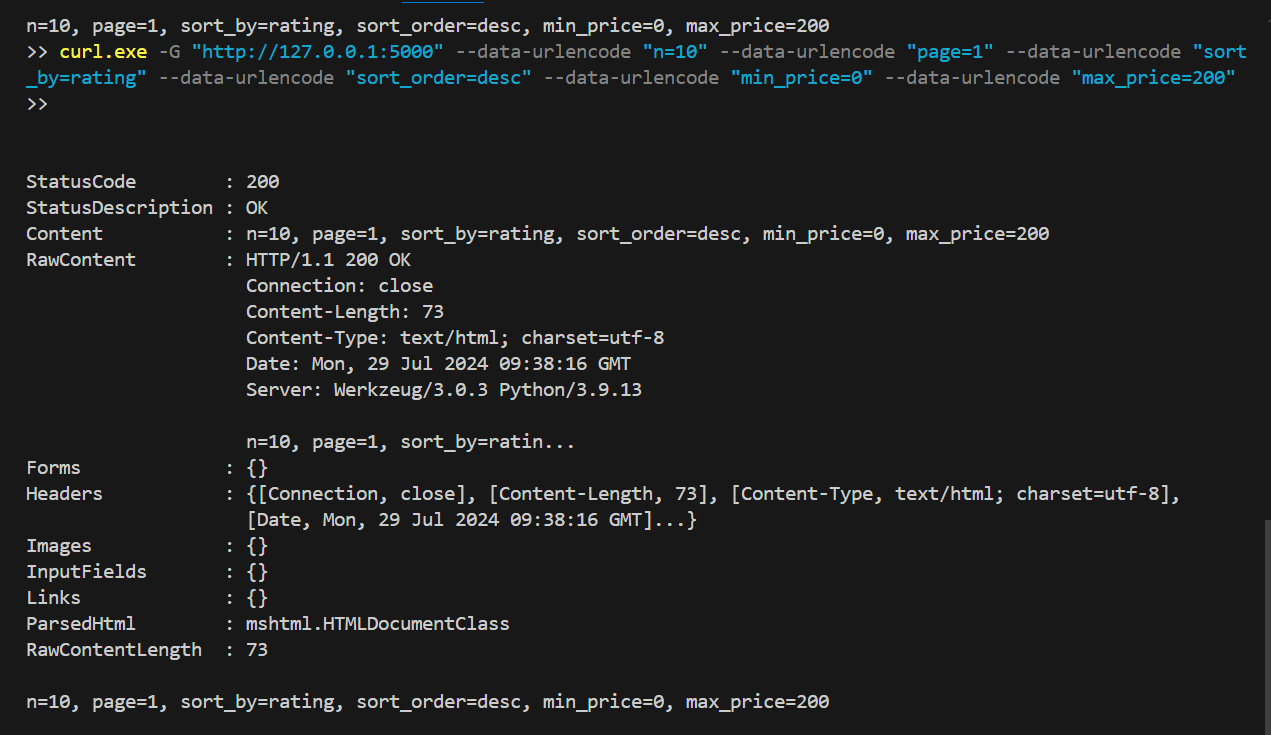 n=10, page=1, sort_by=rating, sort_order=desc, min_price=0, max_price=200
>> curl.exe -G "http://127.0.0.1:5000" --data-urlencode "n=10" --data-urlencode "page=1" --data-urlencode "sort
_by=rating" --data-urlencode "sort_order=desc" --data-urlencode "min_price=0" --data-urlencode "max_price=200"
>>
StatusCode        : 200
StatusDescription : OK
Content           : n=10, page=1, sort_by=rating, sort_order=desc, min_price=0, max_price=200
RawContent        : HTTP/1.1 200 OK
                    Connection: close
                    Content-Length: 73
                    Content-Type: text/html; charset=utf-8
                    Date: Mon, 29 Jul 2024 09:38:16 GMT
                    Server: Werkzeug/3.0.3 Python/3.9.13
                    n=10, page=1, sort_by=ratin...
Forms             : {}
Headers           : {[Connection, close], [Content-Length, 73], [Content-Type, text/html; charset=utf-8],
                    [Date, Mon, 29 Jul 2024 09:38:16 GMT]...}
Images            : {}
InputFields       : {}
Links             : {}
ParsedHtml        : mshtml.HTMLDocumentClass
RawContentLength  : 73
n=10, page=1, sort_by=rating, sort_order=desc, min_price=0, max_price=200